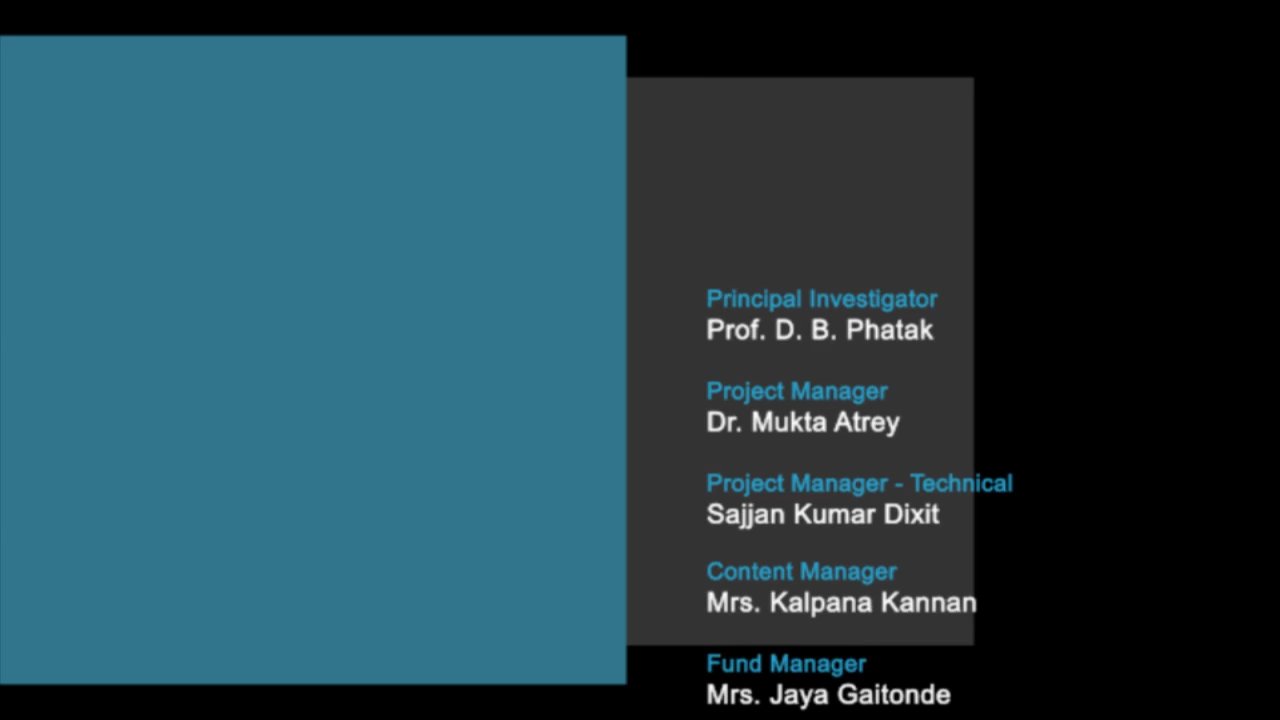 Principal Investigator
Prof. D. B. Phatak
Project Manager
Dr. Mukta Atrey
Project Manager - Technical
Sajjan Kumar Dixit
Content Manager
Mrs. Kalpana Kannan
Fund Manager
Mrs. Jaya Gaitonde